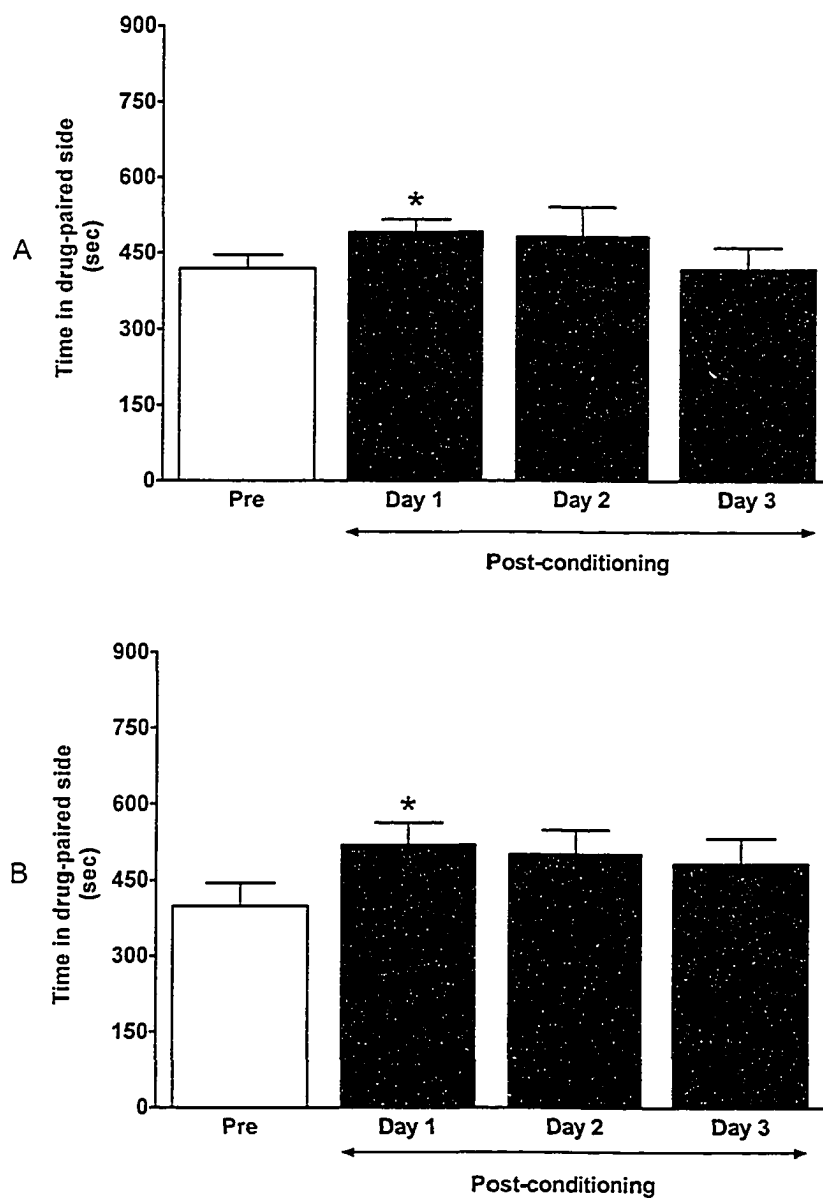 A
Time in drug-paired side
(sec)
900
750
600
450
300
150
0
*
Pre
Day 1
Day 2
Day 3
Post-conditioning
B
Time in drug-paired side
(sec)
900
750
600
450
300
150
0
*
Pre
Day 1
Day 2
Day 3
Post-conditioning